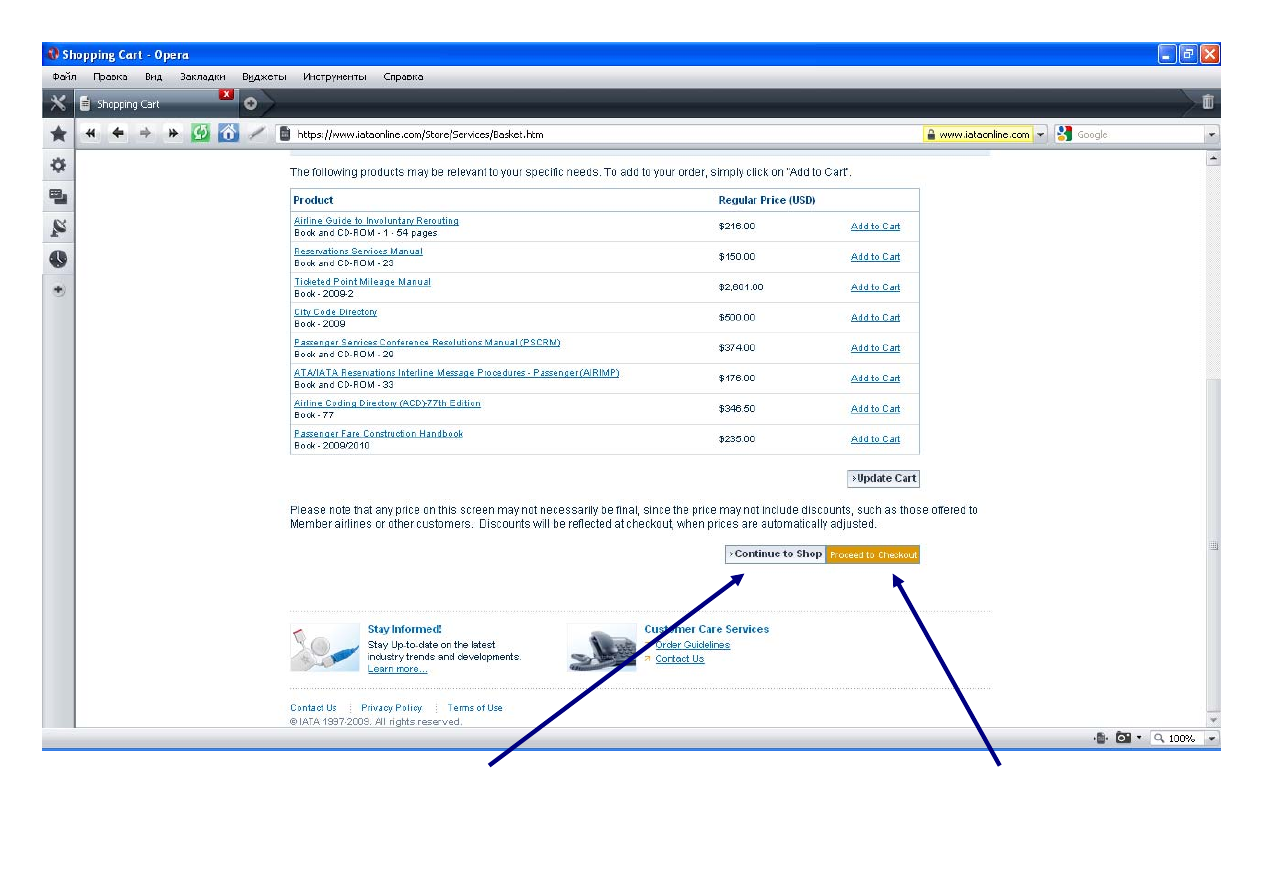 Shopping Cart - Opera
Файл Правка Вид Закладки Виджеты Инструменты Справка
Shopping Cart
https://www.iataonline.com/Store/Services/Basket.htm
www.iataonline.com
Google
The following products may be relevant to your specific needs. To add to your order, simply click on "Add to Cart".
Product Regular Price (USD)
Airline Guide to Involuntary Rerouting
Book and CD-ROM - 1 - 54 pages
$216.00 Add to Cart
Reservations Services Manual
Book and CD-ROM - 23
$150.00 Add to Cart
Ticketed Point Mileage Manual
Book - 2009-2
$2,601.00 Add to Cart
City Code Directory
Book - 2009
$500.00 Add to Cart
Passenger Services Conference Resolutions Manual (PSCRM)
Book and CD-ROM - 29
$374.00 Add to Cart
ATA/IATA Reservations Interline Message Procedures - Passenger (AIRIMP)
Book and CD-ROM - 33
$176.00 Add to Cart
Airline Coding Directory (ACD)-77th Edition
Book - 77
$346.50 Add to Cart
Passenger Fare Construction Handbook
Book - 2009/2010
$235.00 Add to Cart
›Update Cart
Please note that any price on this screen may not necessarily be final, since the price may not include discounts, such as those offered to
Member airlines or other customers. Discounts will be reflected at checkout, when prices are automatically adjusted.
›Continue to Shop Proceed to Checkout
Stay Informed!
Stay Up-to-date on the latest
industry trends and developments.
Learn more...
Customer Care Services
Order Guidelines
Contact Us
Contact Us Privacy Policy Terms of Use
© IATA 1997-2009. All rights reserved.
100%